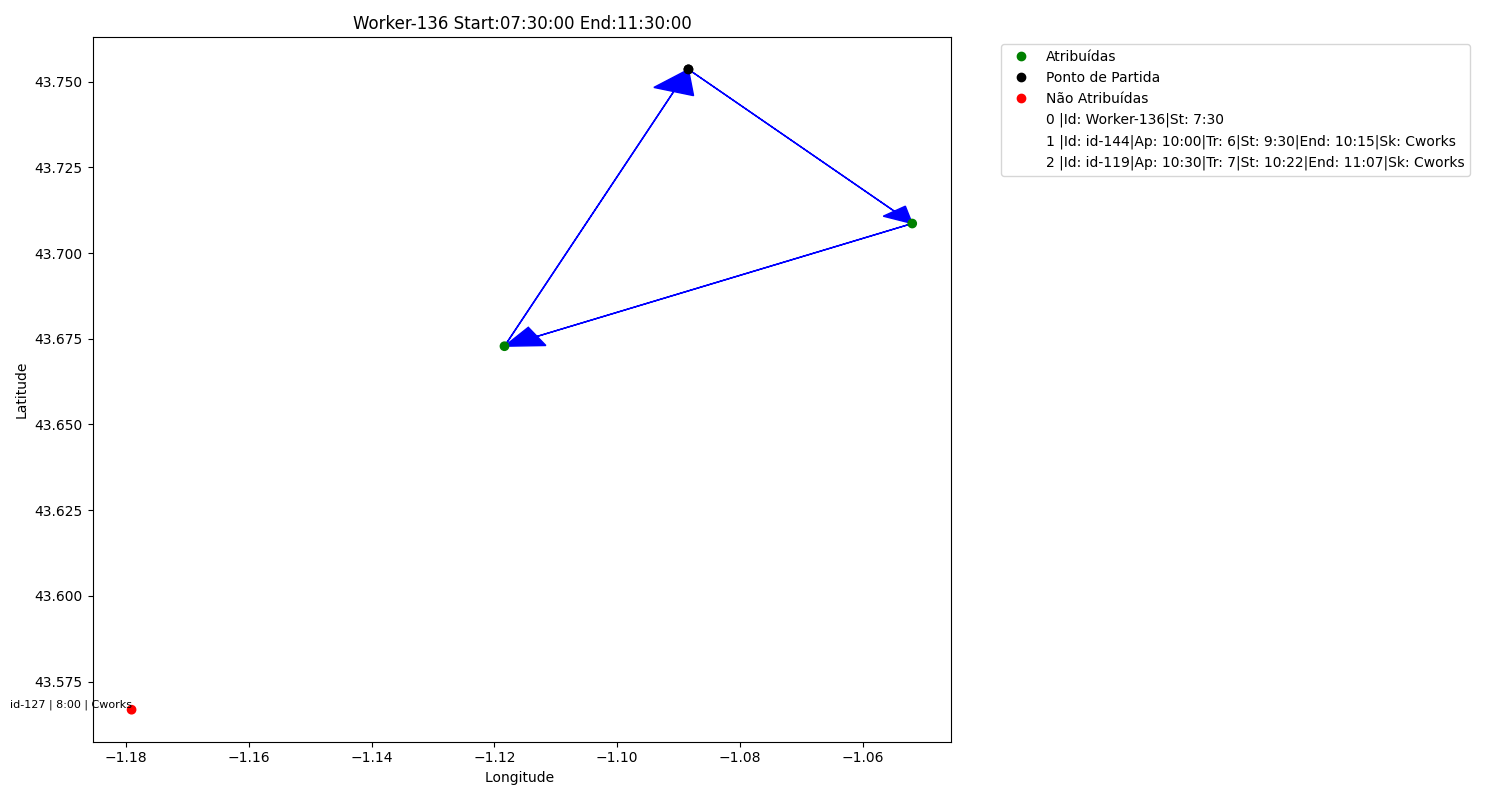 Worker-136 Start:07:30:00 End:11:30:00
Atribuídas
Ponto de Partida
Não Atribuídas
0 |Id: Worker-136|St: 7:30
1 |Id: id-144|Ap: 10:00|Tr: 6|St: 9:30|End: 10:15|Sk: Cworks
2 |Id: id-119|Ap: 10:30|Tr: 7|St: 10:22|End: 11:07|Sk: Cworks
Latitude
43.750
43.725
43.700
43.675
43.650
43.625
43.600
43.575
id-127 | 8:00 | Cworks
−1.18 −1.16 −1.14 −1.12 −1.10 −1.08 −1.06
Longitude